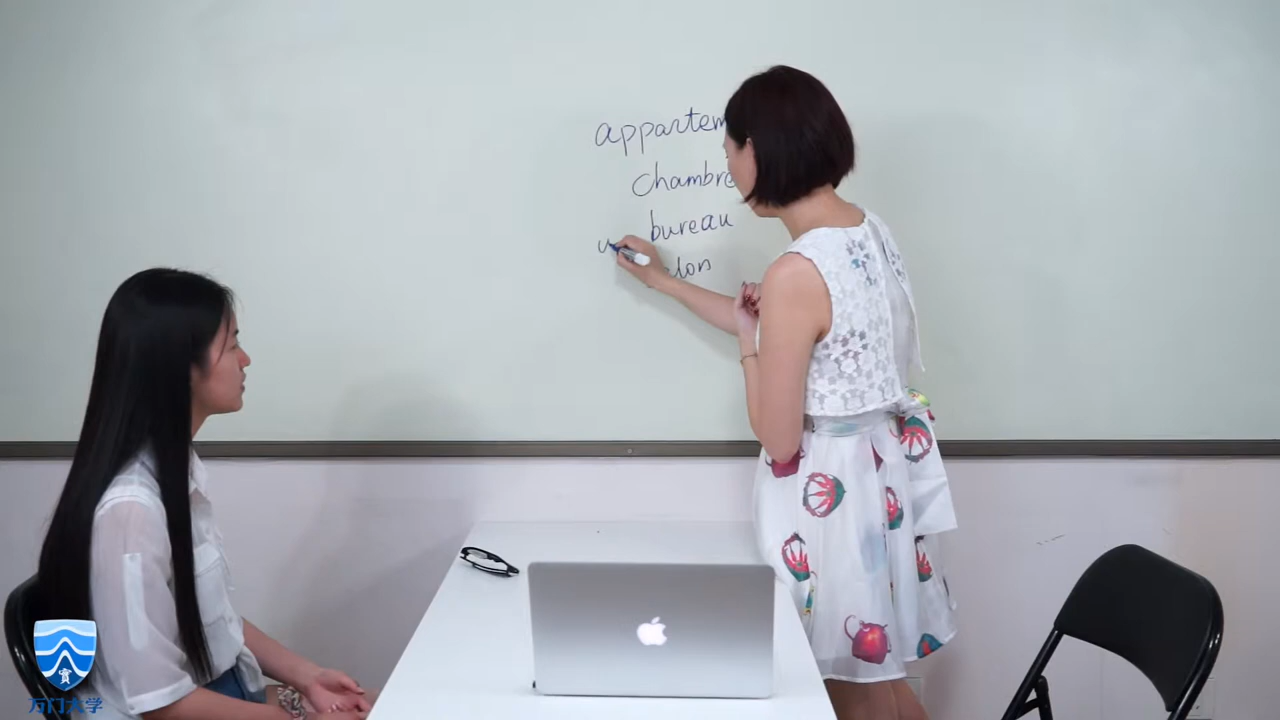 appartem
chambre
bureau
u
lon
万门大学